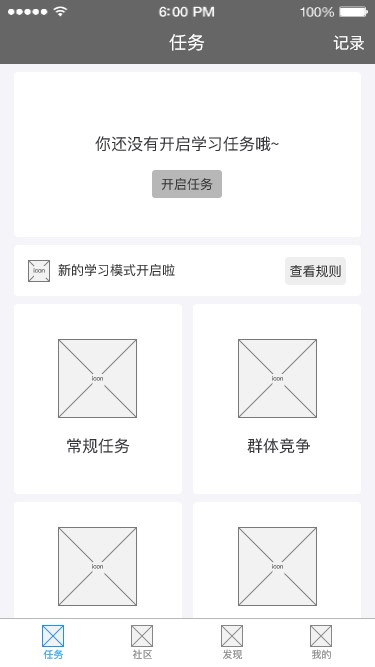 6:00 PM
100%
任务
记录
你还没有开启学习任务哦~
开启任务
icon
新的学习模式开启啦
查看规则
icon
icon
常规任务
群体竞争
icon
icon
任务
社区
发现
我的